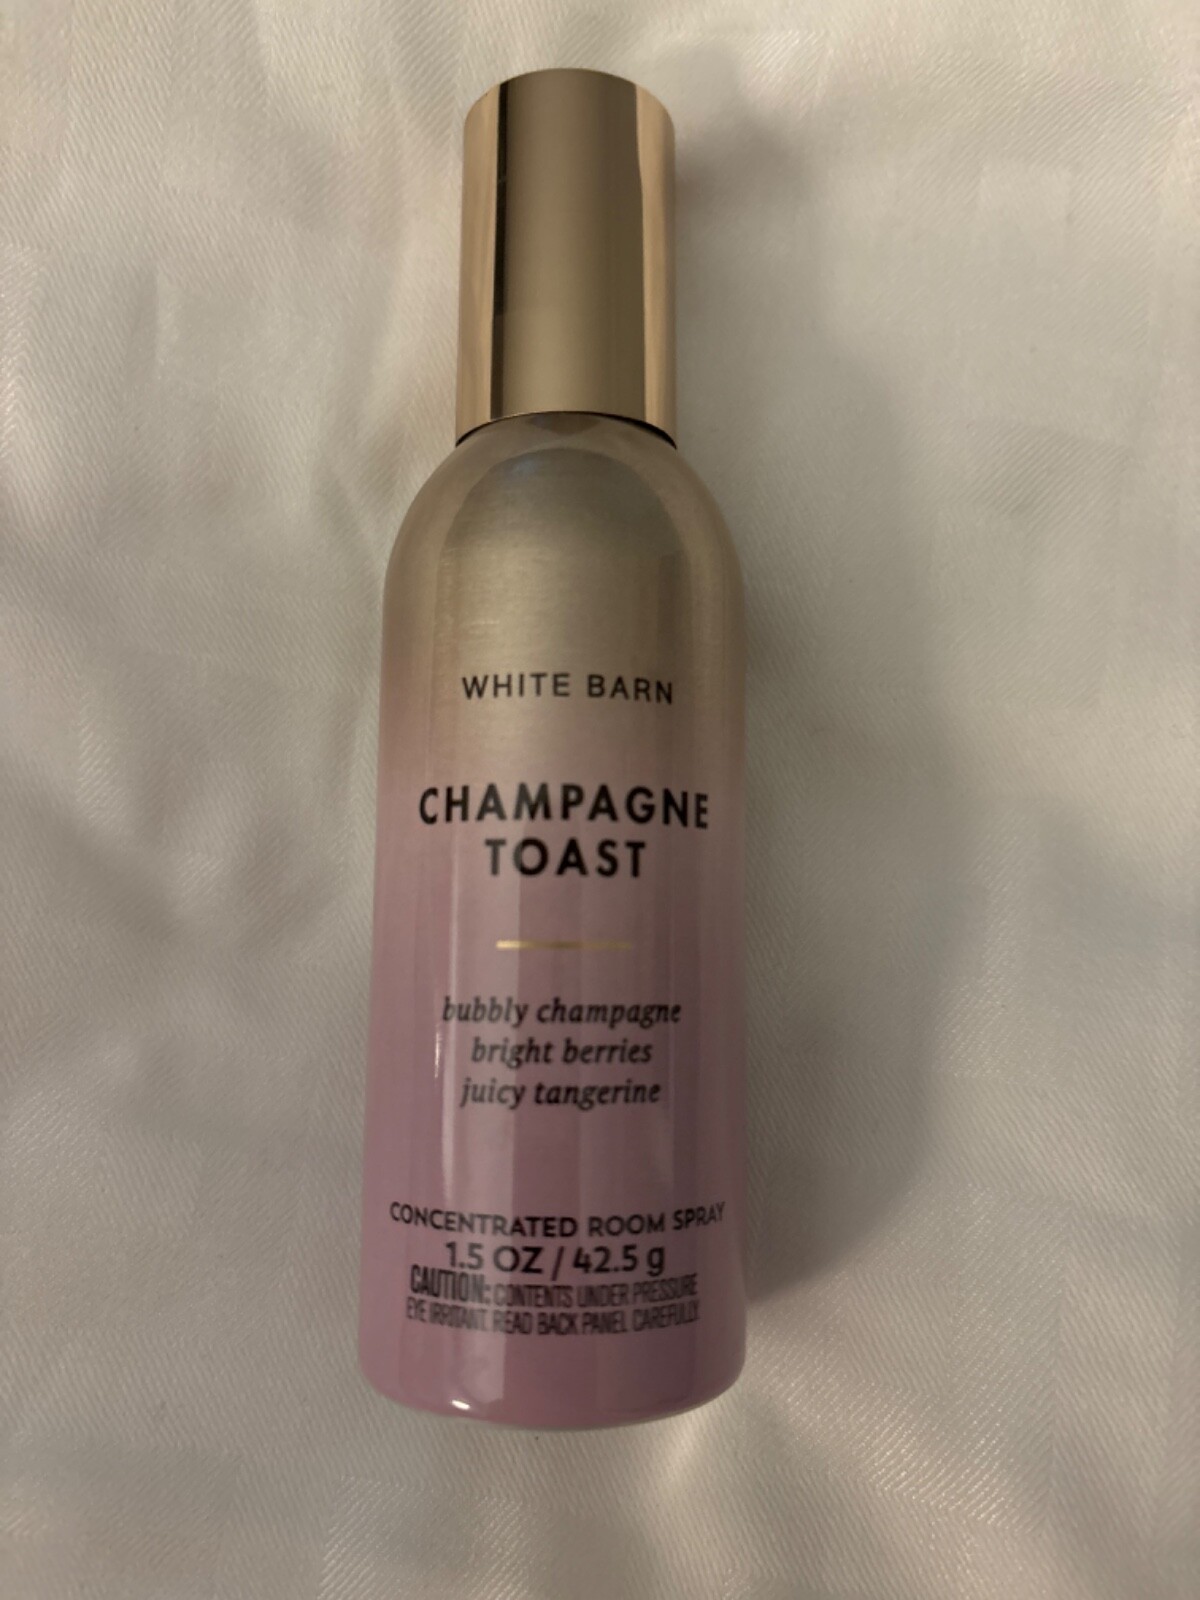 WHITE BARN
CHAMPAGNE
TOAST
bubbly champagne
bright berries
juicy tangerine
CONCENTRATED ROOM SPRAY
1.5 OZ / 42.5 g
CAUTION: CONTENTS UNDER PRESSURE
EYE IRRITANT. READ BACK PANEL CAREFULLY